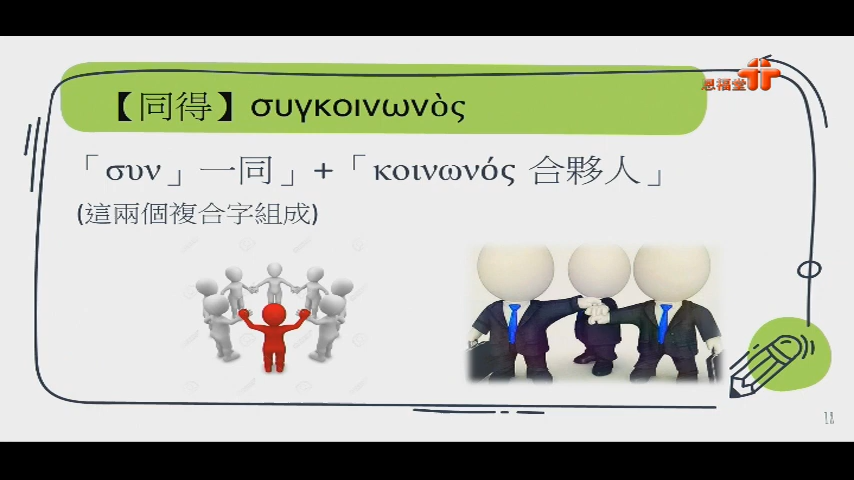 恩福堂
【同得】συγκοινωνὸς
「συν」一同」+「κοινωνός 合夥人」
(這兩個複合字組成)